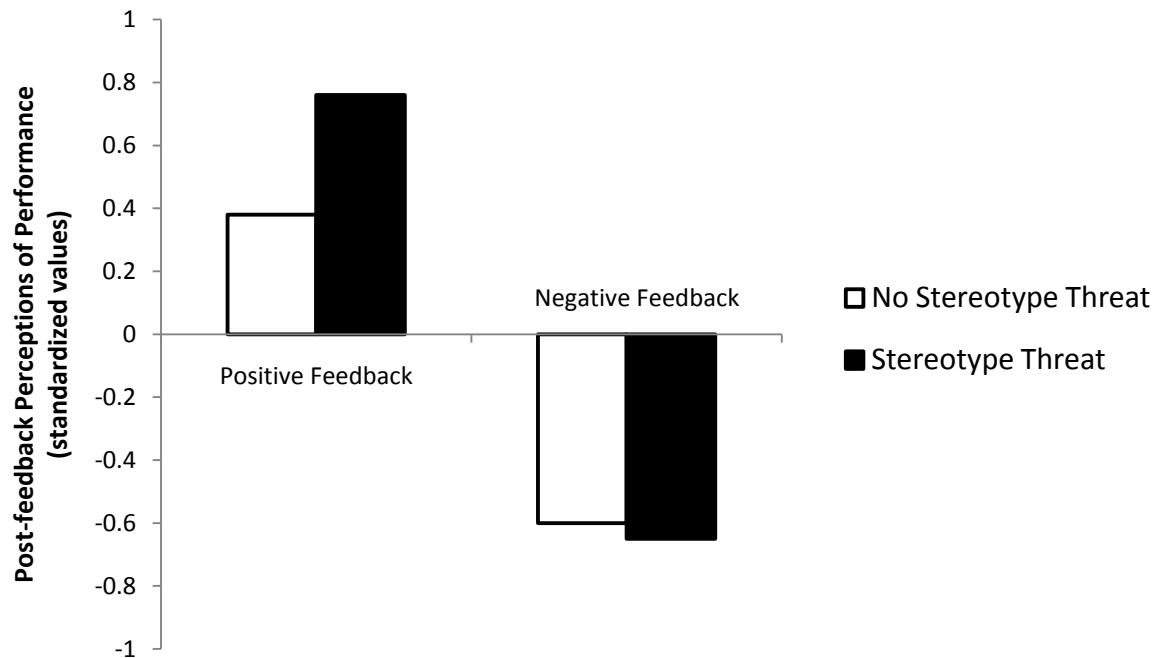 Post-feedback Perceptions of Performance
(standardized values)
1
0.8
0.6
0.4
0.2
0
-0.2
-0.4
-0.6
-0.8
-1
Positive Feedback
Negative Feedback
No Stereotype Threat
Stereotype Threat